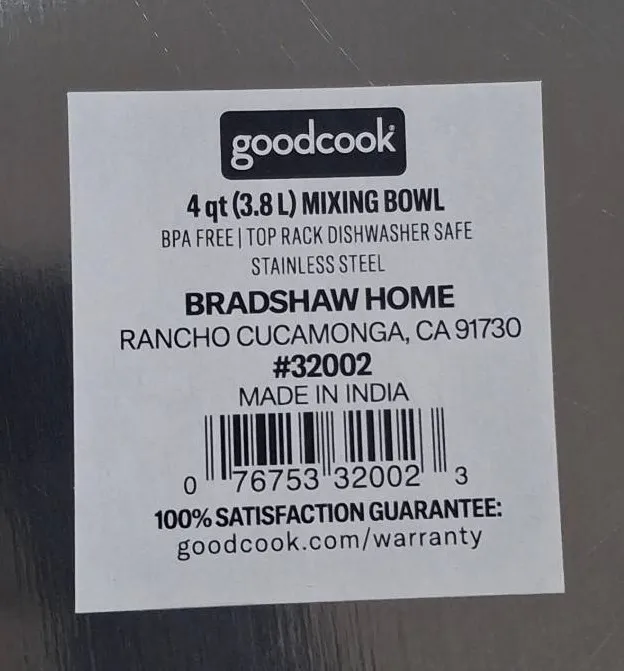 goodcook®
4 qt (3.8 L) MIXING BOWL
BPA FREE | TOP RACK DISHWASHER SAFE
STAINLESS STEEL
BRADSHAW HOME
RANCHO CUCAMONGA, CA 91730
#32002
MADE IN INDIA
0 76753 32002 3
100% SATISFACTION GUARANTEE:
goodcook.com/warranty